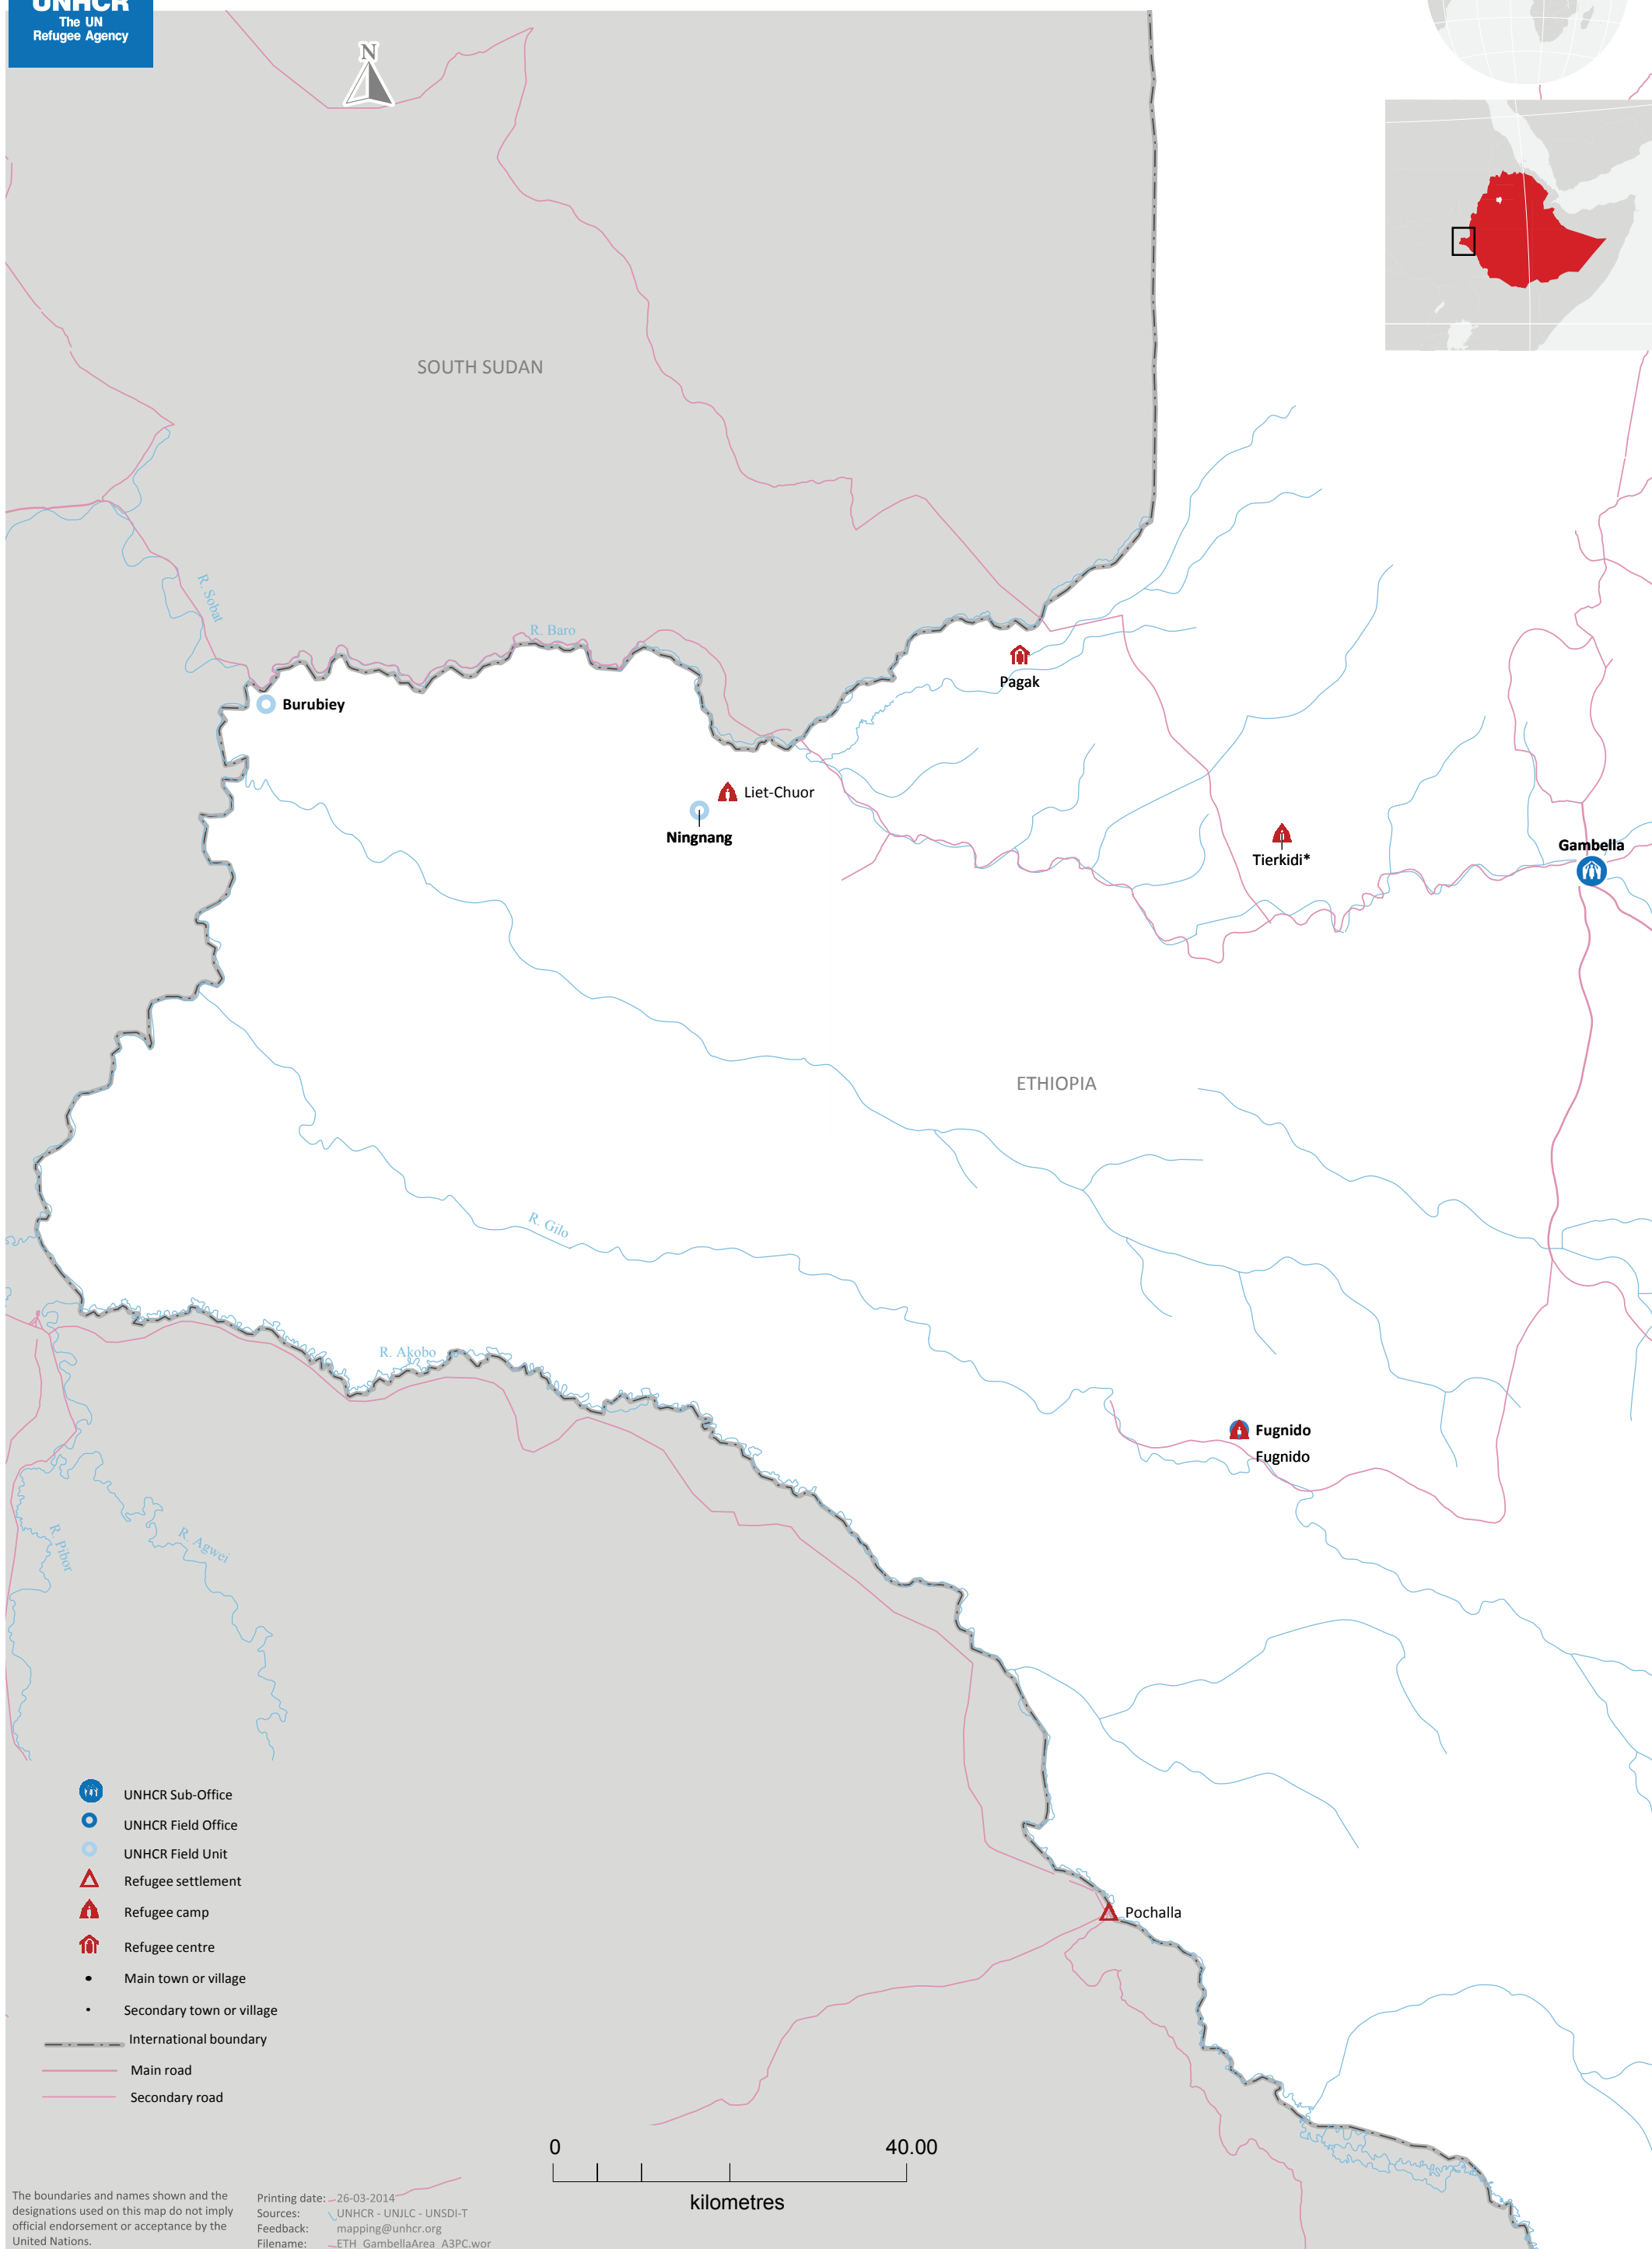 UNHCR
The UN
Refugee Agency
N
SOUTH SUDAN
R. Sobat
R. Baro
Pagak
Burubiey
Liet-Chuor
Ningnang
Tierkidi*
Gambella
ETHIOPIA
R. Gilo
R. Akobo
Fugnido
Fugnido
R. Pibor
R. Agwei
Pochalla
UNHCR Sub-Office
UNHCR Field Office
UNHCR Field Unit
Refugee settlement
Refugee camp
Refugee centre
Main town or village
Secondary town or village
International boundary
Main road
Secondary road
0 40.00
kilometres
The boundaries and names shown and the
designations used on this map do not imply
official endorsement or acceptance by the
United Nations.
Printing date: 26-03-2014
Sources: UNHCR - UNJLC - UNSDI-T
Feedback: mapping@unhcr.org
Filename: ETH_GambellaArea_A3PC.wor